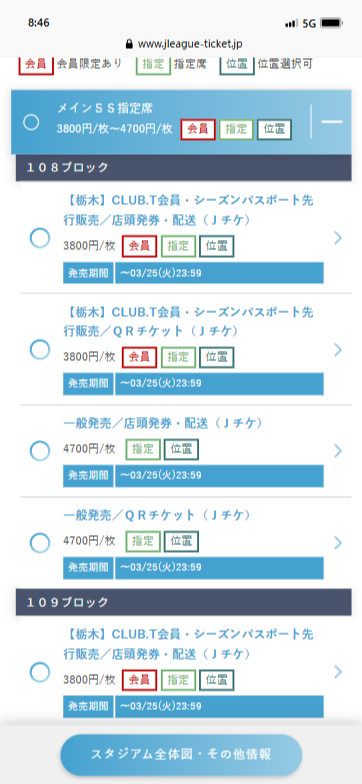 8:46
5G
www.jleague-ticket.jp
会員 会員限定あり 指定 指定席 位置 位置選択可
メインSS指定席
3800円/枚〜4700円/枚 会員 指定 位置
108ブロック
【栃木】CLUB.T会員・シーズンパスポート先
行販売/店頭発券・配送(Jチケ)
3800円/枚 会員 指定 位置
発売期間 〜03/25(火)23:59
【栃木】CLUB.T会員・シーズンパスポート先
行販売/QRチケット(Jチケ)
3800円/枚 会員 指定 位置
発売期間 〜03/25(火)23:59
一般発売/店頭発券・配送(Jチケ)
4700円/枚 指定 位置
発売期間 〜03/25(火)23:59
一般発売/QRチケット(Jチケ)
4700円/枚 指定 位置
発売期間 〜03/25(火)23:59
109ブロック
【栃木】CLUB.T会員・シーズンパスポート先
行販売/店頭発券・配送(Jチケ)
3800円/枚 会員 指定 位置
発売期間 〜03/25(火)23:59
スタジアム全体図・その他情報